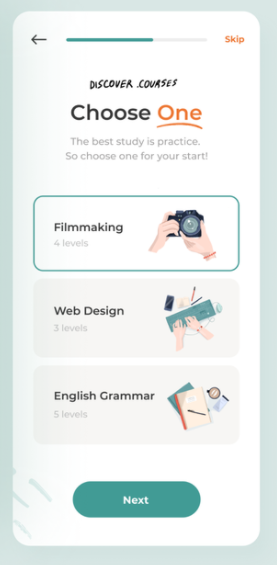 Skip
DISCOVER COURSES
Choose One
The best study is practice.
So choose one for your start!
Filmmaking
4 levels
Web Design
3 levels
English Grammar
5 levels
Next